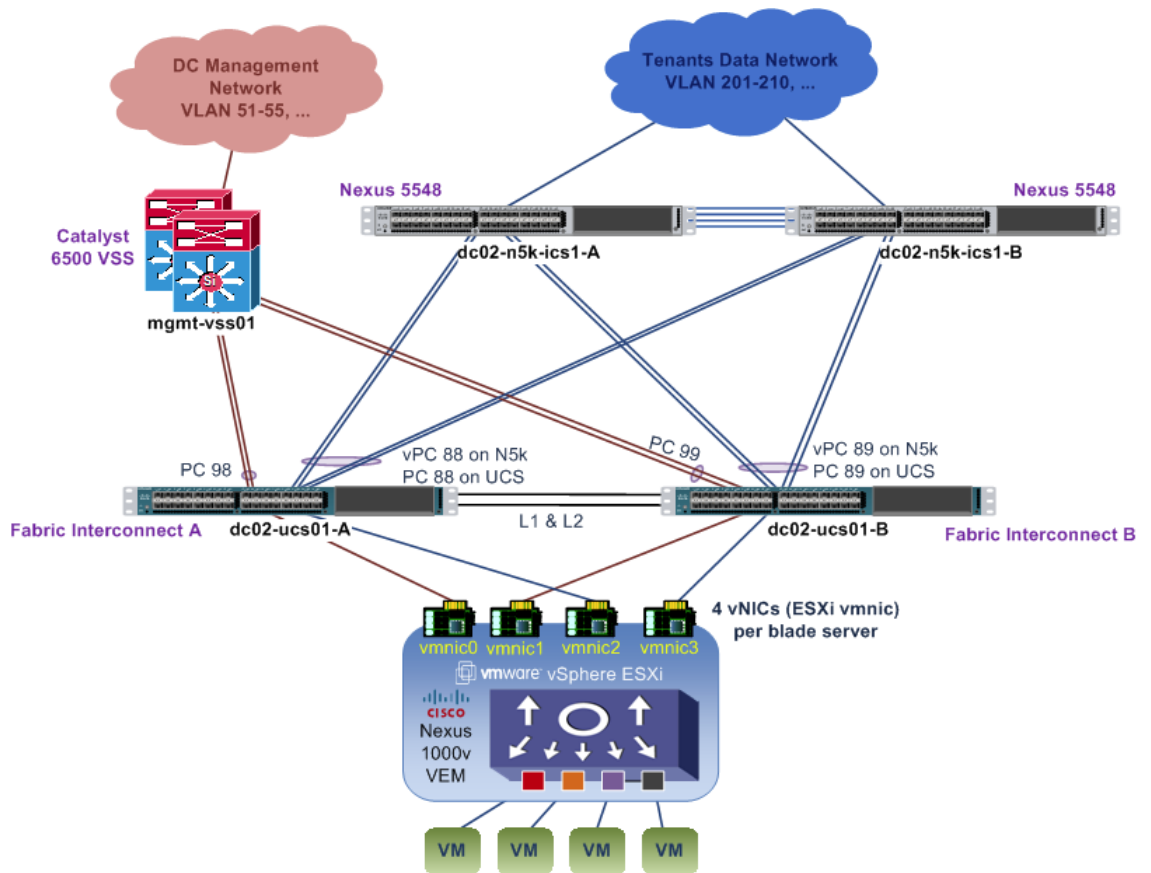 DC Management
Network
VLAN 51-55, ...
Tenants Data Network
VLAN 201-210, ...
Nexus 5548
Nexus 5548
Catalyst
6500 VSS
Si
dc02-n5k-ics1-A
dc02-n5k-ics1-B
mgmt-vss01
PC 98
vPC 88 on N5k
PC 88 on UCS
PC 99
vPC 89 on N5k
PC 89 on UCS
L1 & L2
Fabric Interconnect A
dc02-ucs01-A
dc02-ucs01-B
Fabric Interconnect B
4 vNICs (ESXi vmnic)
per blade server
vmnic0
vmnic1
vmnic2
vmnic3
vmware vSphere ESXi
CISCO
Nexus
1000v
VEM
VM
VM
VM
VM